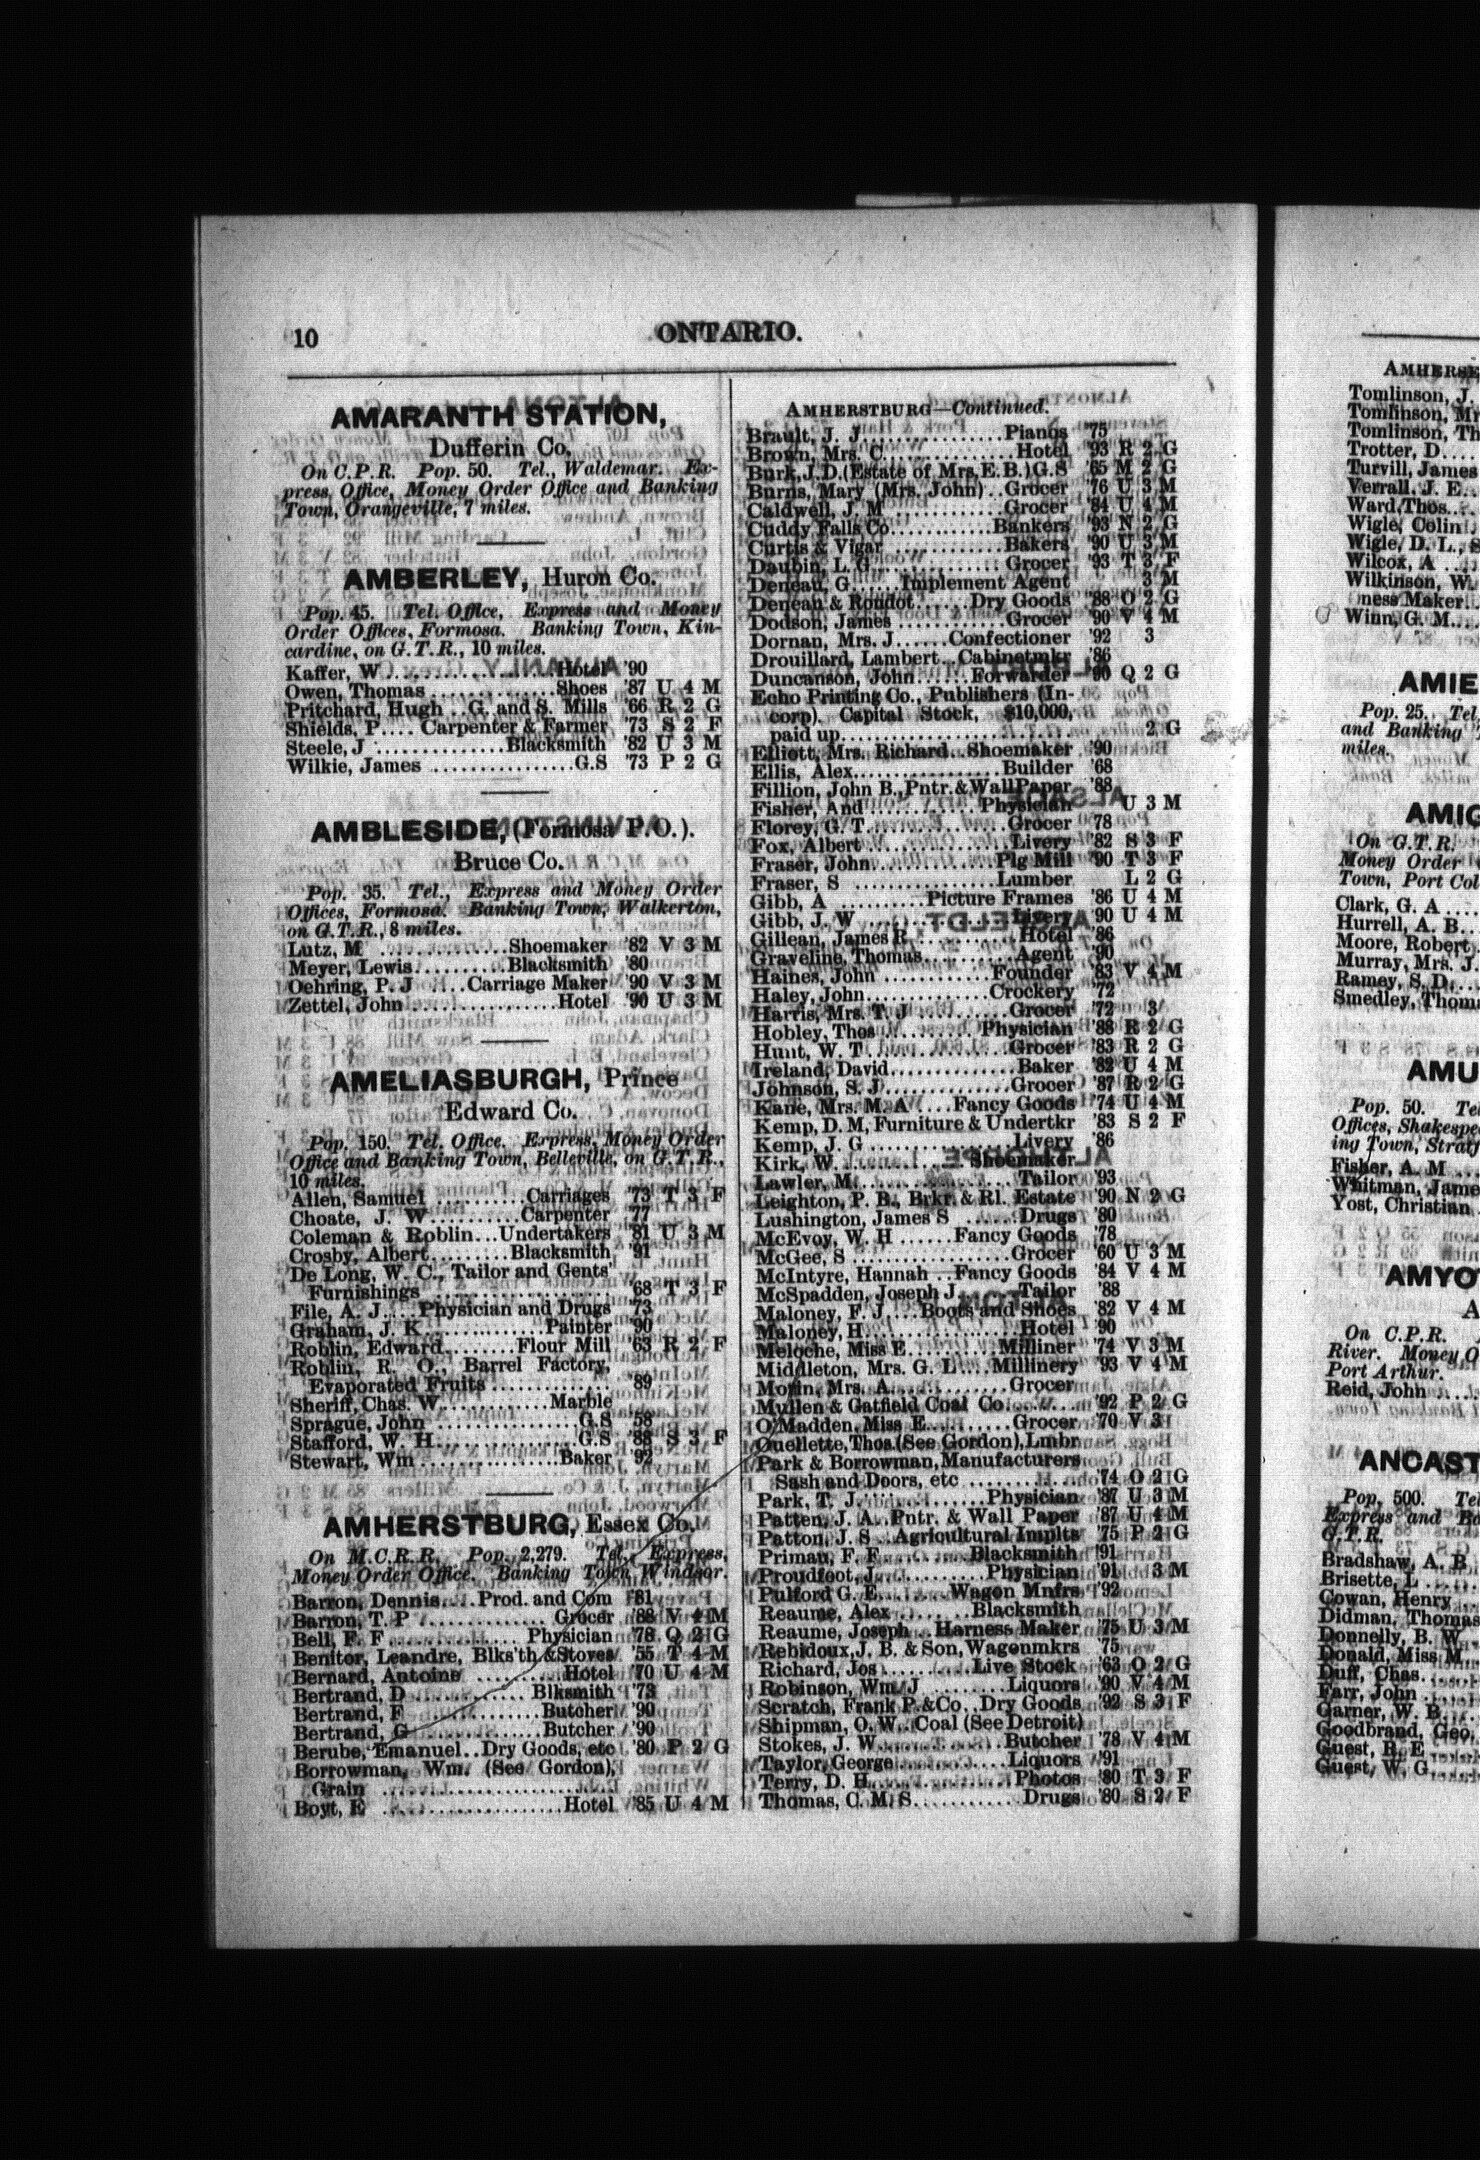 10
ONTARIO.
AMARANTH STATION,
Dufferin Co.
On C.P.R. Pop. 50. Tel., Waldemar. Ex-
press Office, Money Order Office and Banking
Town, Orangeville, 7 miles.
AMBERLEY, Huron Co.
Pop. 45. Tel. Office, Express and Money
Order Offices, Formosa. Banking Town, Kin-
cardine, on G.T.R., 10 miles.
Kaffer, W..................Hotel '90
Owen, Thomas..............Shoes '87 U 4 M
Pritchard, Hugh..G. and S. Mills '66 R 2 G
Shields, P....Carpenter & Farmer '73 S 2 F
Steele, J..............Blacksmith '82 U 3 M
Wilkie, James................G.S '73 P 2 G
AMBLESIDE, (Formosa P.O.).
Bruce Co.
Pop. 35. Tel., Express and Money Order
Offices, Formosa. Banking Town, Walkerton,
on G.T.R., 8 miles.
Lutz, M..............Shoemaker '82 V 3 M
Meyer, Lewis.........Blacksmith '80
Oehring, P. J....Carriage Maker '90 V 3 M
Zettel, John................Hotel '90 U 3 M
AMELIASBURGH, Prince
Edward Co.
Pop. 150. Tel. Office. Express, Money Order
Office and Banking Town, Belleville, on G.T.R.,
10 miles.
Allen, Samuel..........Carriages '73 T 3 F
Choate, J. W..........Carpenter '77
Coleman & Roblin...Undertakers '81 U 3 M
Crosby, Albert.........Blacksmith '91
De Long, W. C., Tailor and Gents'
Furnishings.................... '68 T 3 F
File, A. J....Physician and Drugs '73
Graham, J. K............Painter '90
Roblin, Edward........Flour Mill '63 R 2 F
Roblin, R. O., Barrel Factory,
Evaporated Fruits.............. '89
Sheriff, Chas. W............Marble
Sprague, John................G.S '58
Stafford, W. H................G.S '88 S 3 F
Stewart, Wm................Baker '92
AMHERSTBURG, Essex Co.
On M.C.R.R. Pop. 2,279. Tel., Express,
Money Order Office. Banking Town Windsor.
Barron, Dennis....Prod. and Com '81
Barron, T. P..............Grocer '88 V 4 M
Bell, F. F..............Physician '78 Q 2 G
Benitor, Leandre, Blks'th & Stoves '55 T 4 M
Bernard, Antoine.........Hotel '70 U 4 M
Bertrand, D............Blksmith '73
Bertrand, F..............Butcher '90
Bertrand, G..............Butcher '90
Berube, Emanuel..Dry Goods, etc '80 P 2 G
Borrowman, Wm. (See Gordon),
Grain........................
Boyt, E....................Hotel '85 U 4 M
AMHERSTBURG—Continued.
Brault, J. J................Pianos '75
Brown, Mrs. C..............Hotel '93 R 2 G
Burk, J. D. (Estate of Mrs. E. B.) G.S '65 M 2 G
Burns, Mary (Mrs. John)..Grocer '76 U 3 M
Caldwell, J. M............Grocer '84 U 4 M
Cuddy Falls Co...........Bankers '93 N 2 G
Curtis & Vigar............Bakers '90 U 3 M
Daubin, L. G..............Grocer '93 T 3 F
Deneau, G......Implement Agent 3 M
Deneau & Roudot......Dry Goods '88 O 2 G
Dodson, James............Grocer '90 V 4 M
Dornan, Mrs. J......Confectioner '92 3
Drouillard, Lambert..Cabinetmkr '86
Duncanson, John......Forwarder '90 Q 2 G
Echo Printing Co., Publishers (In-
corp). Capital Stock, $10,000,
paid up....................... 2 G
Elliott, Mrs. Richard..Shoemaker '90
Ellis, Alex................Builder '68
Fillion, John B., Pntr. & Wall Paper '88
Fisher, And............Physician U 3 M
Florey, G. T..............Grocer '78
Fox, Albert................Livery '82 S 3 F
Fraser, John............Plg Mill '90 T 3 F
Fraser, S................Lumber L 2 G
Gibb, A..........Picture Frames '86 U 4 M
Gibb, J. W................Livery '90 U 4 M
Gillean, James R............Hotel '86
Graveline, Thomas..........Agent '90
Haines, John............Founder '83 V 4 M
Haley, John............Crockery '72
Harris, Mrs. T. J..........Grocer '72 3
Hobley, Thos............Physician '88 R 2 G
Hunt, W. T................Grocer '83 R 2 G
Ireland, David..............Baker '82 U 4 M
Johnson, S. J..............Grocer '87 R 2 G
Kane, Mrs. M. A....Fancy Goods '74 U 4 M
Kemp, D. M, Furniture & Undertkr '83 S 2 F
Kemp, J. G................Livery '86
Kirk, W................Shoemaker
Lawler, M..................Tailor '93
Leighton, P. B., Brkr. & Rl. Estate '90 N 2 G
Lushington, James S......Drugs '80
McEvoy, W. H......Fancy Goods '78
McGee, S..................Grocer '60 U 3 M
McIntyre, Hannah..Fancy Goods '84 V 4 M
McSpadden, Joseph J......Tailor '88
Maloney, F. J....Boots and Shoes '82 V 4 M
Maloney, H................Hotel '90
Meloche, Miss E..........Milliner '74 V 3 M
Middleton, Mrs. G. L....Millinery '93 V 4 M
Morin, Mrs. A............Grocer
Mullen & Gatfield Coal Co....... '92 P 2 G
O'Madden, Miss E..........Grocer '70 V 3
Ouellette, Thos. (See Gordon), Lmbr
Park & Borrowman, Manufacturers
Sash and Doors, etc.......... '74 O 2 G
Park, T. J..............Physician '87 U 3 M
Patten, J. A..Pntr. & Wall Paper '87 U 4 M
Patton, J. S...Agricultural Implts '75 P 2 G
Primau, F. F..........Blacksmith '91
Proudfoot, J............Physician '91 3 M
Pulford G. E........Wagon Mnfrs '92
Reaume, Alex........Blacksmith
Reaume, Joseph...Harness Maker '75 U 3 M
Rebidoux, J. B. & Son, Wagonmkrs '75
Richard, Jos..........Live Stock '63 O 2 G
Robinson, Wm. J..........Liquors '90 V 4 M
Scratch, Frank P. & Co..Dry Goods '92 S 3 F
Shipman, O. W...Coal (See Detroit)
Stokes, J. W..............Butcher '78 V 4 M
Taylor, George............Liquors '91
Terry, D. H................Photos '80 T 3 F
Thomas, C. M. S............Drugs '80 S 2 F
Tomlinson, J.
Tomlinson, Mr
Tomlinson, Th
Trotter, D....
Turvill, James
Verrall, J. E..
Ward, Thos...
Wigle, Colin
Wigle, D. L., S
Wilcox, A
Wilkinson, W.
ness Maker..
Winn, G. M...
AMIE
Pop. 25. Tel.
and Banking
miles.
AMIG
On G.T.R.
Money Order
Town, Port Col
Clark, G. A
Hurrell, A. B..
Moore, Robert
Murray, Mrs. J.
Ramey, S. D..
Smedley, Thoma
AMU
Pop. 50. Te
Offices, Shakespe
ing Town, Stratf
Fisher, A. M
Whitman, Jame
Yost, Christian
AMYO
On C.P.R.
River. Money O
Port Arthur.
Reid, John
ANCAST
Pop. 500. Tel
Express and Ba
G.T.R.
Bradshaw, A. B
Brisette, L
Cowan, Henry
Didman, Thomas
Donnelly, B. W
Donald, Miss M
Duff, Chas.
Farr, John
Garner, W. B
Goodbrand, Geo.
Guest, R. E
Guest, W. G.